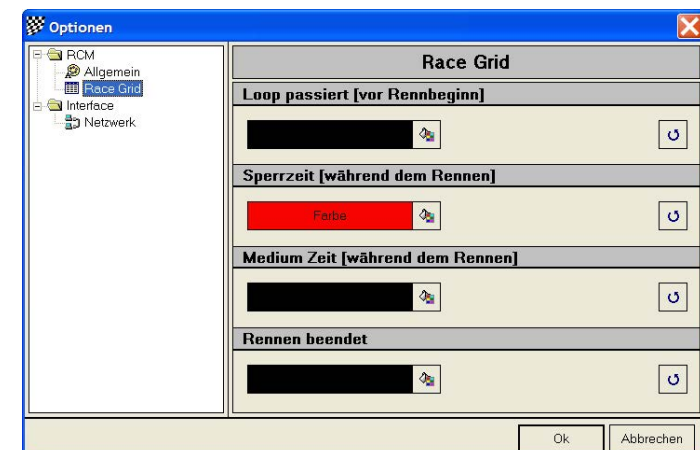 Optionen
RCM
Allgemein
Race Grid
Interface
Netzwerk
Race Grid
Loop passiert [vor Rennbeginn]
Sperrzeit [während dem Rennen]
Farbe
Medium Zeit [während dem Rennen]
Rennen beendet
Ok
Abbrechen